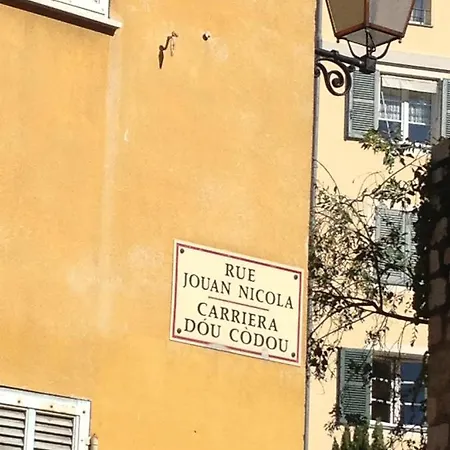 RUE
JOUAN NICOLA
CARRIERA
DÓU CÒDOU